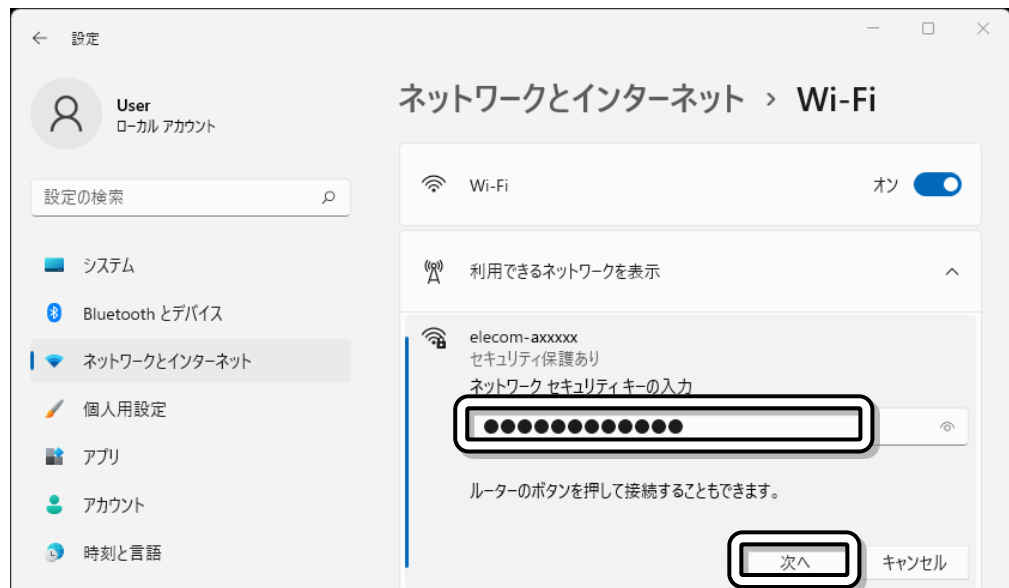 設定
User
ローカル アカウント
設定の検索
システム
Bluetooth とデバイス
ネットワークとインターネット
個人用設定
アプリ
アカウント
時刻と言語
ネットワークとインターネット › Wi-Fi
Wi-Fi
オン
利用できるネットワークを表示
elecom-axxxxx
セキュリティ保護あり
ネットワーク セキュリティ キーの入力
●●●●●●●●●●●●
ルーターのボタンを押して接続することもできます。
次へ
キャンセル